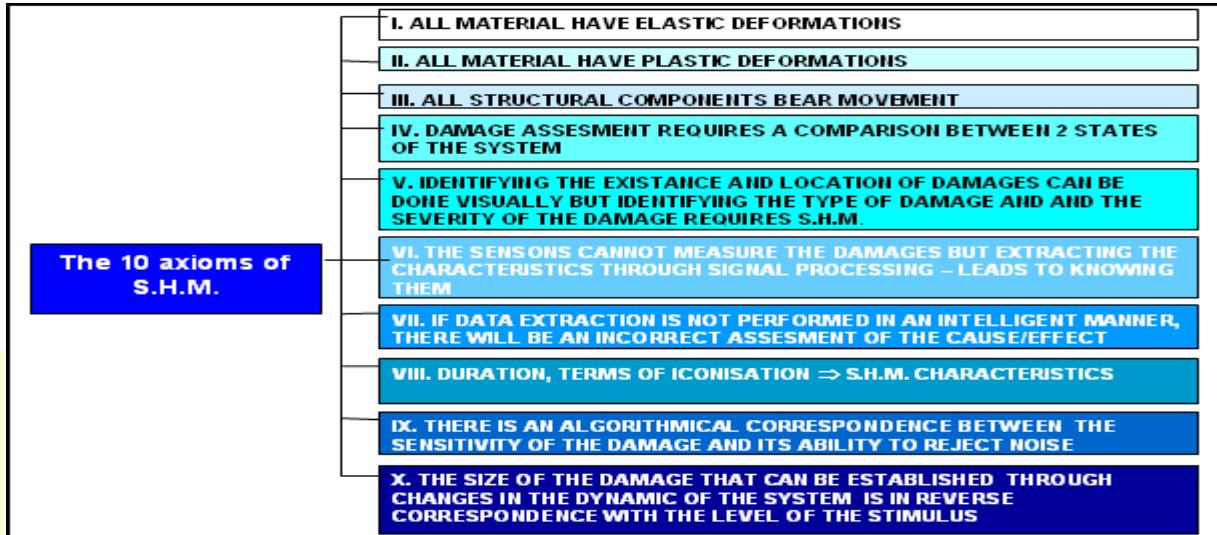 The 10 axioms of
S.H.M.
I. ALL MATERIAL HAVE ELASTIC DEFORMATIONS
II. ALL MATERIAL HAVE PLASTIC DEFORMATIONS
III. ALL STRUCTURAL COMPONENTS BEAR MOVEMENT
IV. DAMAGE ASSESMENT REQUIRES A COMPARISON BETWEEN 2 STATES
OF THE SYSTEM
V. IDENTIFYING THE EXISTANCE AND LOCATION OF DAMAGES CAN BE
DONE VISUALLY BUT IDENTIFYING THE TYPE OF DAMAGE AND AND THE
SEVERITY OF THE DAMAGE REQUIRES S.H.M.
VI. THE SENSONS CANNOT MEASURE THE DAMAGES BUT EXTRACTING THE
CHARACTERISTICS THROUGH SIGNAL PROCESSING – LEADS TO KNOWING
THEM
VII. IF DATA EXTRACTION IS NOT PERFORMED IN AN INTELLIGENT MANNER,
THERE WILL BE AN INCORRECT ASSESMENT OF THE CAUSE/EFFECT
VIII. DURATION, TERMS OF ICONISATION ⇒ S.H.M. CHARACTERISTICS
IX. THERE IS AN ALGORITHMICAL CORRESPONDENCE BETWEEN THE
SENSITIVITY OF THE DAMAGE AND ITS ABILITY TO REJECT NOISE
X. THE SIZE OF THE DAMAGE THAT CAN BE ESTABLISHED THROUGH
CHANGES IN THE DYNAMIC OF THE SYSTEM IS IN REVERSE
CORRESPONDENCE WITH THE LEVEL OF THE STIMULUS